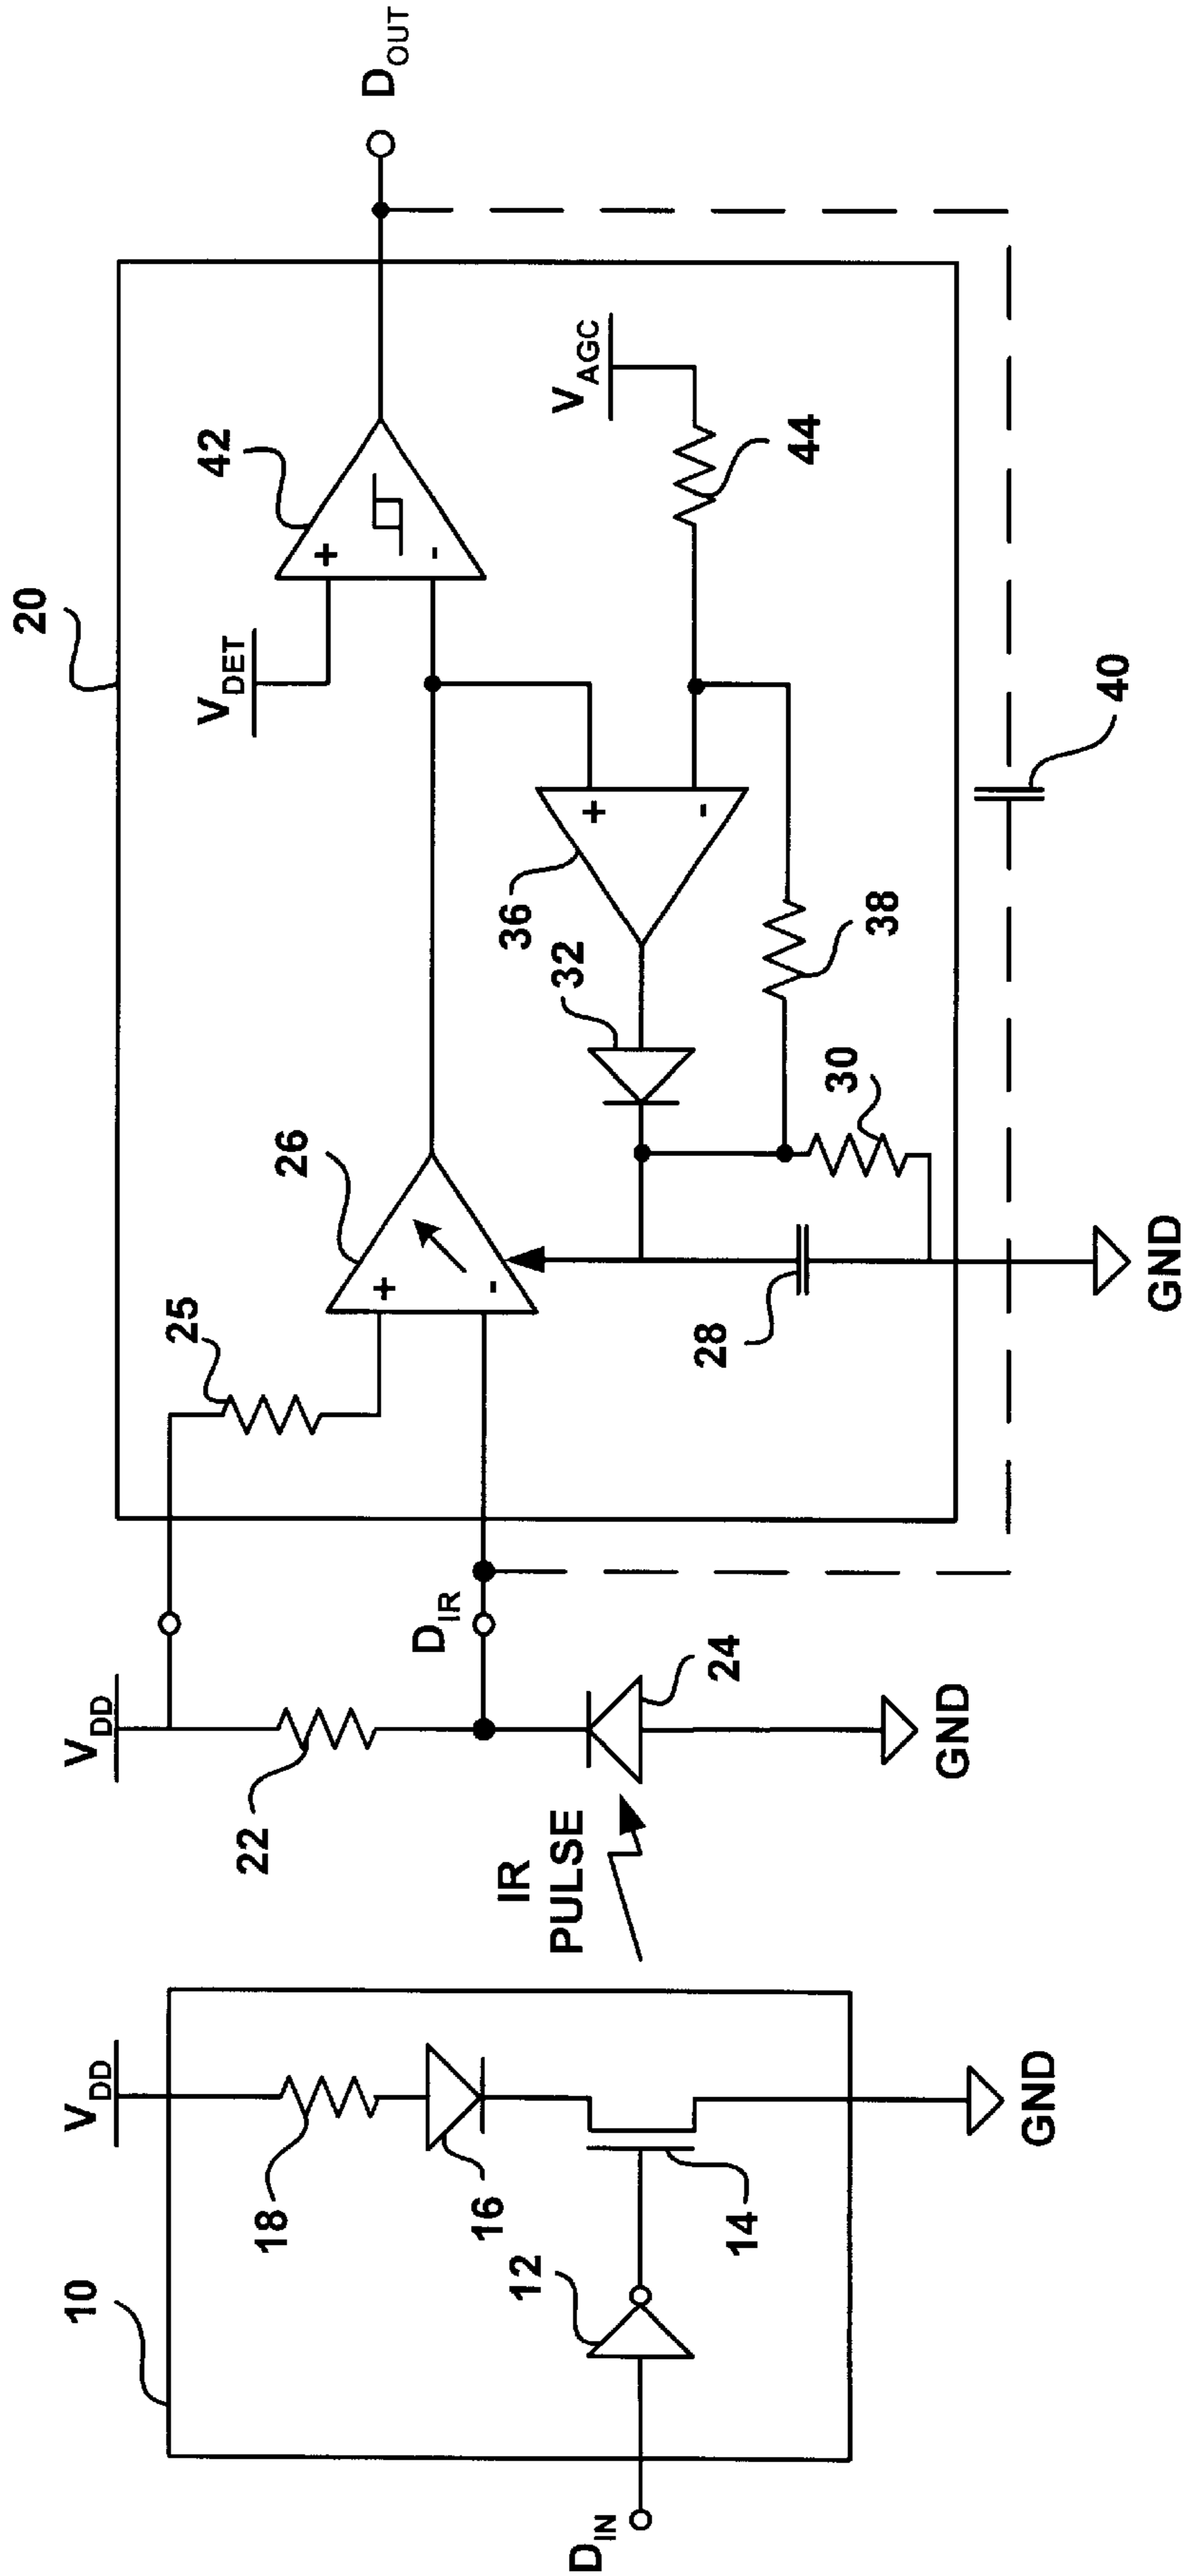 10
V_DD
18
16
12
14
D_IN
GND
IR
PULSE
V_DD
22
D_IR
24
GND
20
25
26
+
-
28
30
32
36
+
-
38
V_DET
42
+
-
V_AGC
44
40
GND
D_OUT